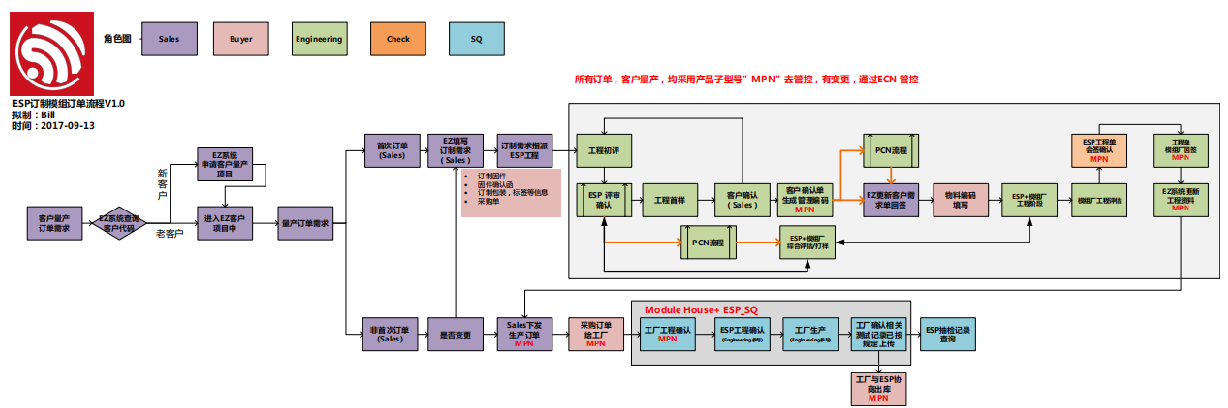 角色图
Sales
Buyer
Engineering
Check
SQ
ESP订制模组订单流程V1.0
拟制：Bill
时间：2017-09-13
所有订单，客户量产，均采用产品子型号“MPN”去管控，有变更，通过ECN 管控
EZ系统
申请客户量产
项目
新
客
户
客户量产
订单需求
EZ系统查询
客户代码
老客户
进入EZ客户
项目中
量产订单需求
首次订单
(Sales)
EZ填写
订制需求
（Sales）
订制需求指派
ESP工程
• 订制固件
• 固件确认函
• 订制包装，标签等信息
• 采购单
工程初评
ESP 评审
确认
工程首样
客户确认
（Sales）
客户确认单
生成管理编码
MPN
PCN流程
EZ更新客户需
求单回签
物料编码
填写
ESP+模组厂
工程阶段
模组厂工程评估
ESP工程单
会签确认
MPN
工程单
模组厂回签
MPN
EZ系统更新
工程资料
MPN
PCN流程
ESP+模组厂
综合评估/打样
非首次订单
(Sales)
是否变更
Sales下发
生产订单
MPN
采购订单
给工厂
MPN
Module House+ ESP_SQ
工厂工程确认
MPN
ESP工程确认
工厂生产
工厂确认相关
测试记录已按
规定上传
ESP抽检记录
查询
工厂与ESP协
商出库
MPN